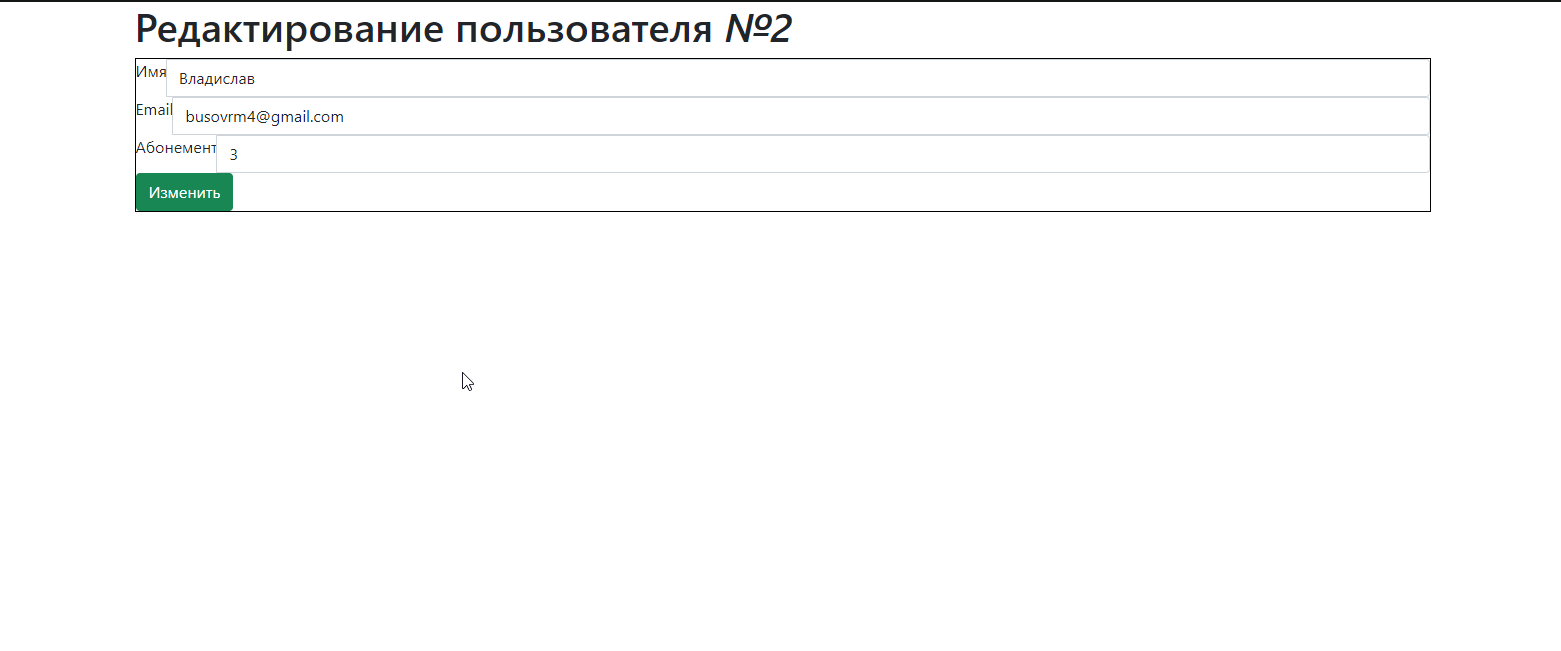 Редактирование пользователя №2
Имя Владислав
Email busovrm4@gmail.com
Абонемент 3
Изменить